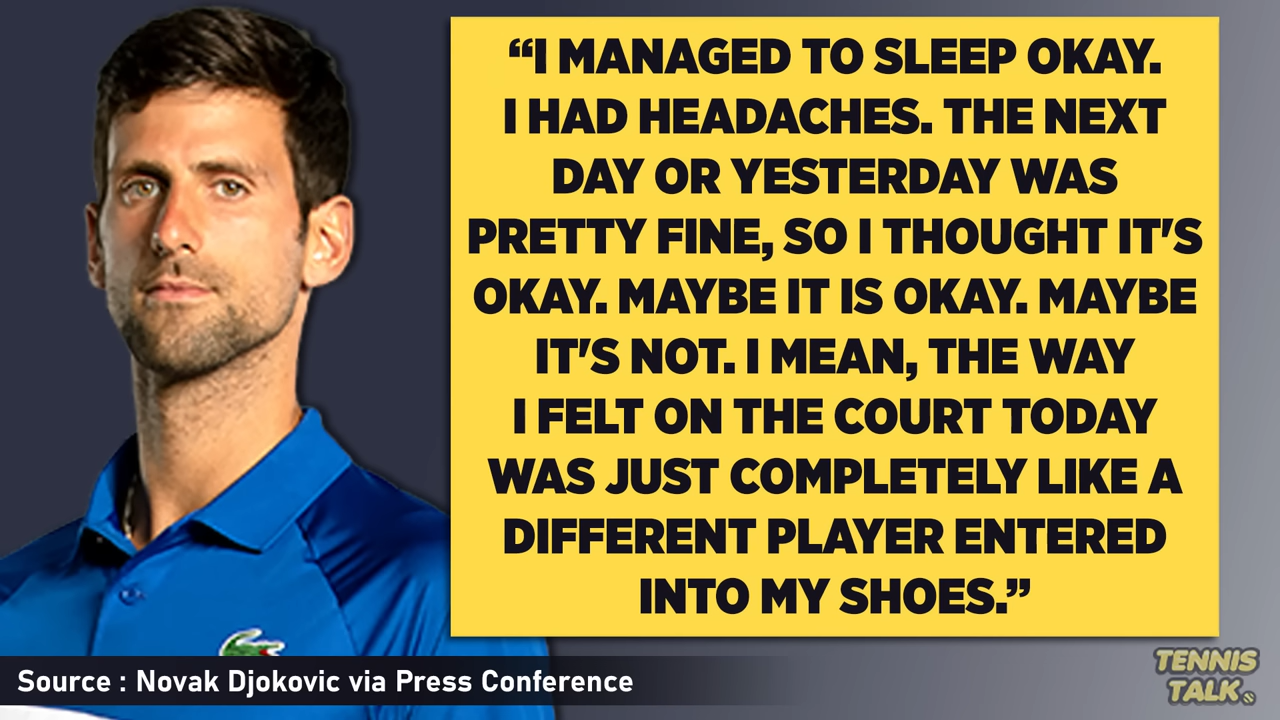 “I MANAGED TO SLEEP OKAY.
I HAD HEADACHES. THE NEXT
DAY OR YESTERDAY WAS
PRETTY FINE, SO I THOUGHT IT'S
OKAY. MAYBE IT IS OKAY. MAYBE
IT'S NOT. I MEAN, THE WAY
I FELT ON THE COURT TODAY
WAS JUST COMPLETELY LIKE A
DIFFERENT PLAYER ENTERED
INTO MY SHOES.”
Source : Novak Djokovic via Press Conference
TENNIS
TALK